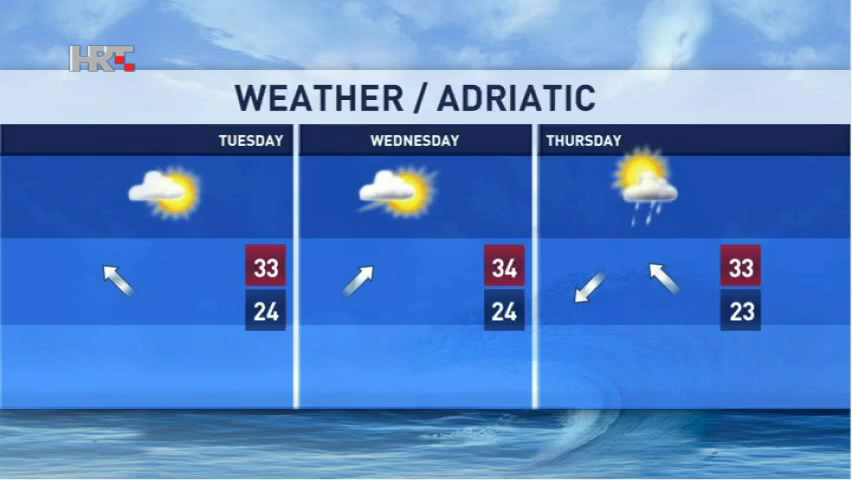 HRT
WEATHER / ADRIATIC
TUESDAY
WEDNESDAY
THURSDAY
33
34
33
24
24
23